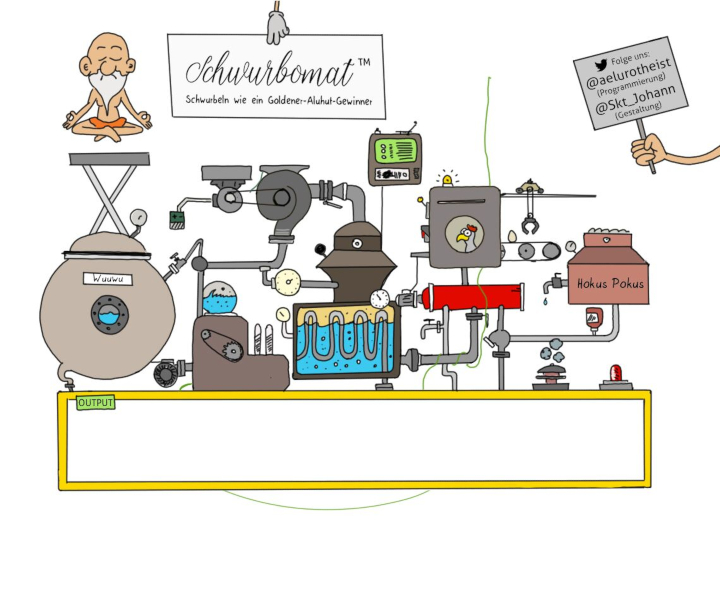 Schwurbomat™
Schwurbeln wie ein Goldener-Aluhut-Gewinner
Folge uns:
@aelurotheist
(Programmierung)
@Skt_Johann
(Gestaltung)
Wuuwu
Hokus Pokus
OUTPUT